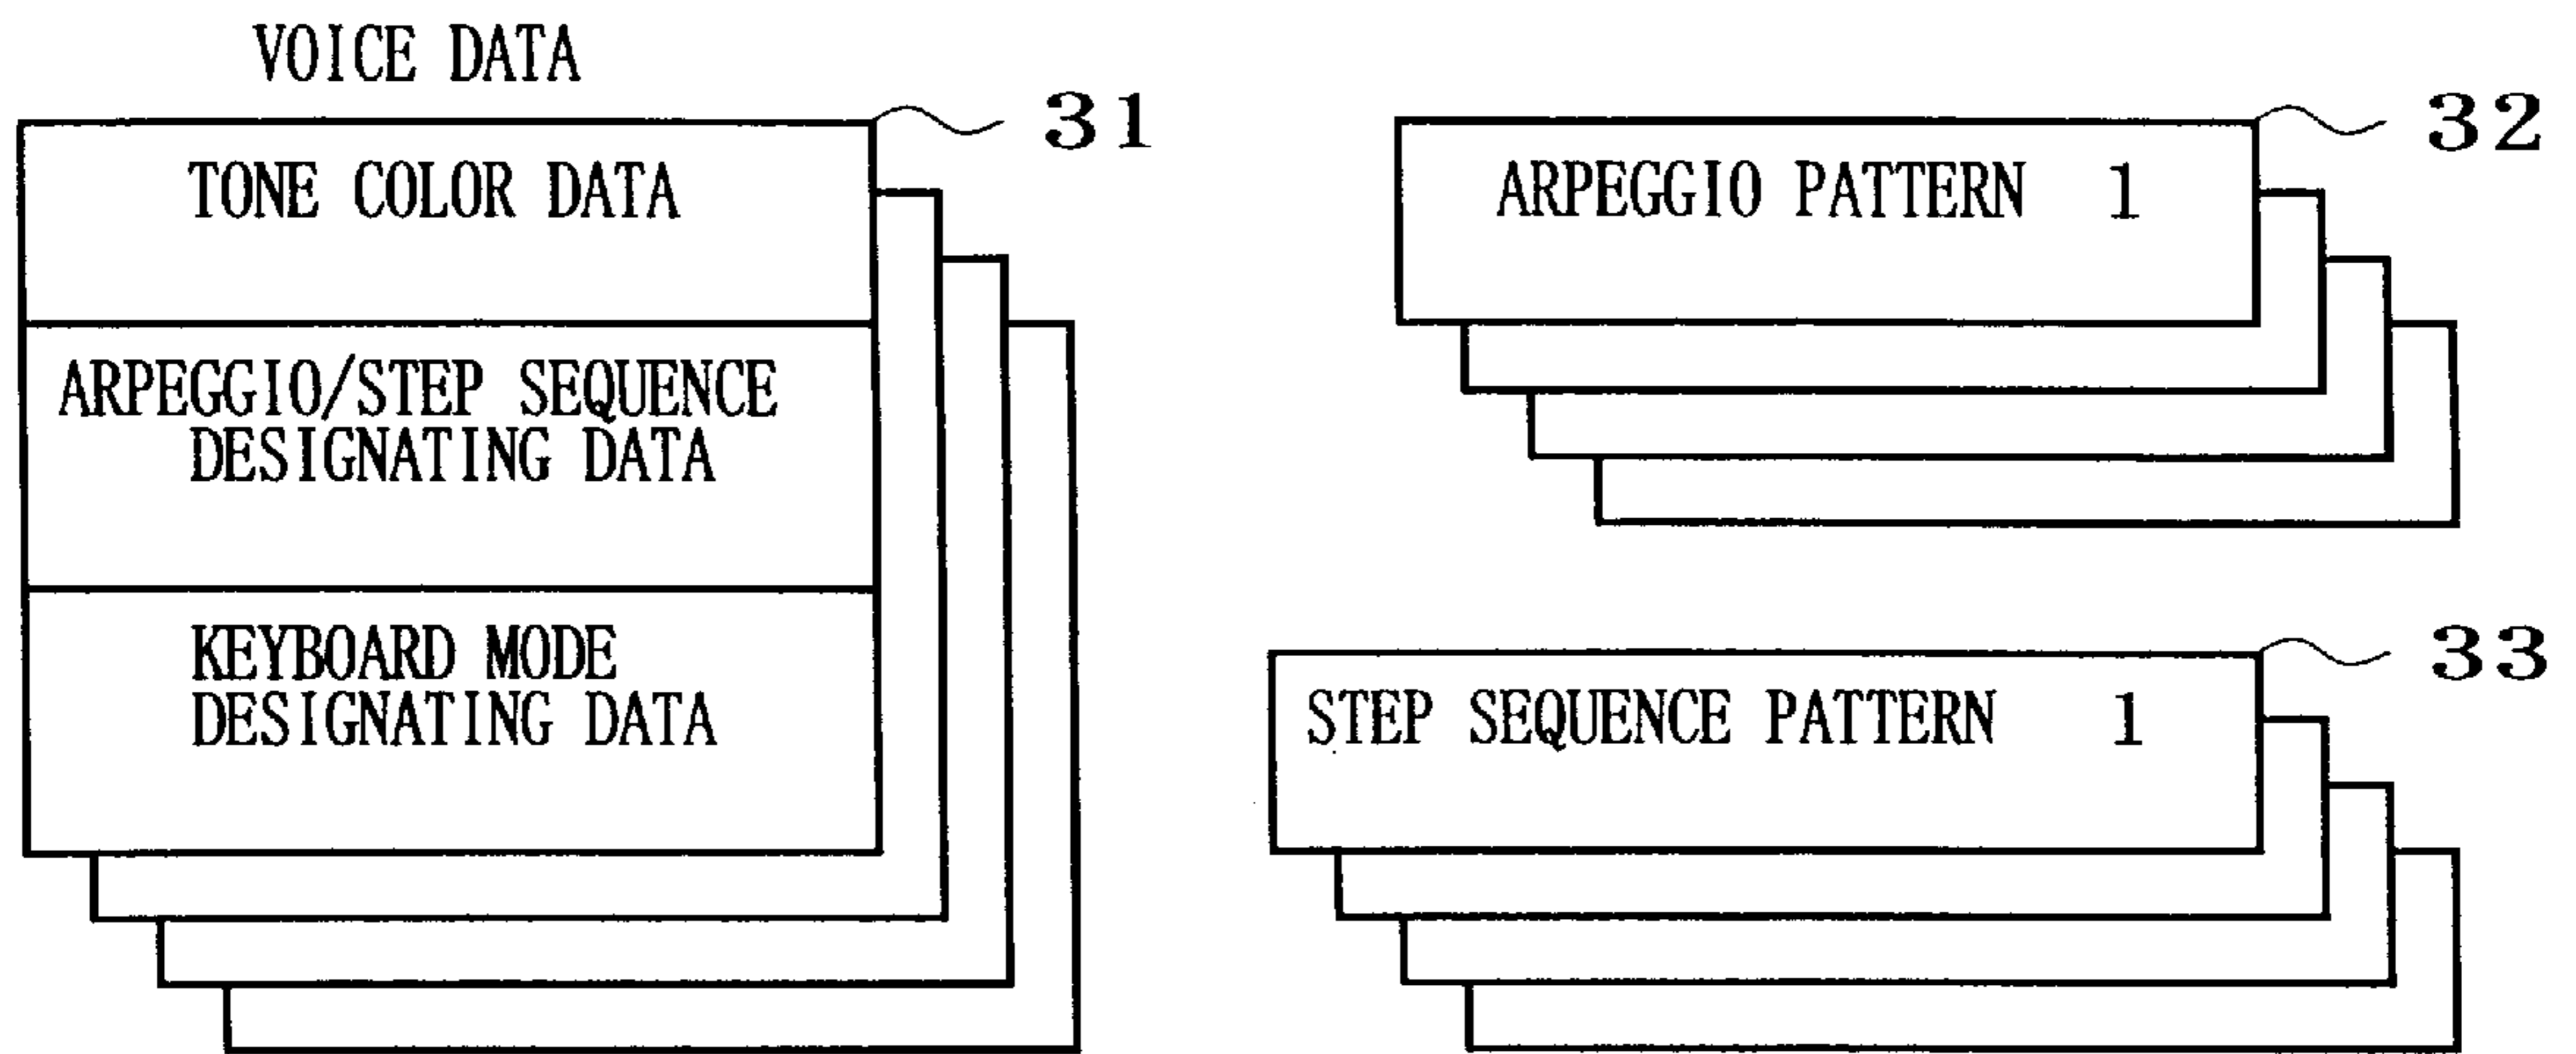 VOICE DATA
31
TONE COLOR DATA
ARPEGGIO/STEP SEQUENCE
DESIGNATING DATA
KEYBOARD MODE
DESIGNATING DATA
32
ARPEGGIO PATTERN 1
33
STEP SEQUENCE PATTERN 1